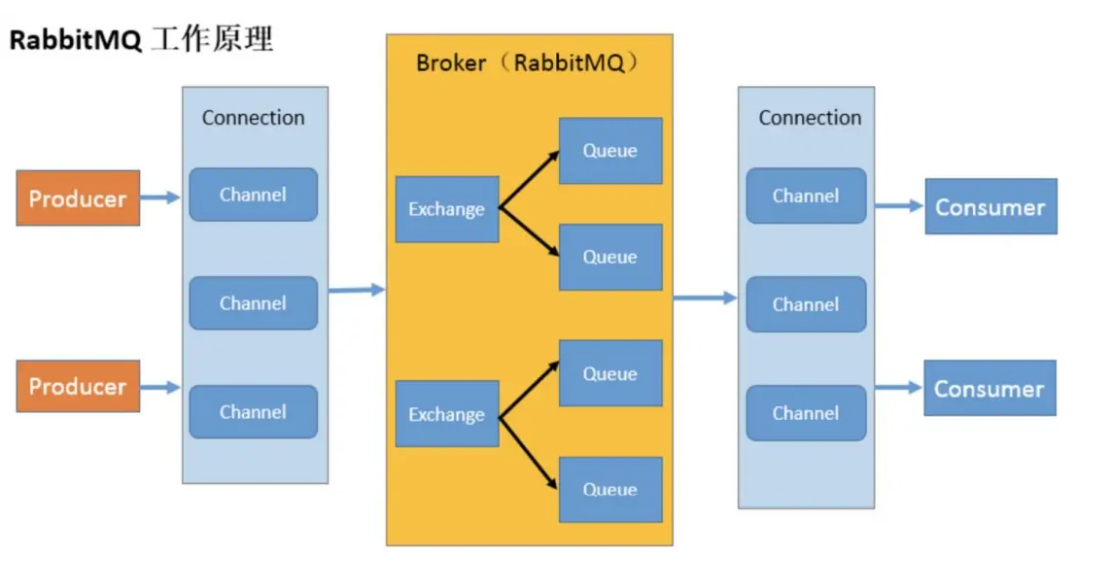 RabbitMQ 工作原理
Producer
Producer
Connection
Channel
Channel
Channel
Broker（RabbitMQ）
Exchange
Queue
Queue
Exchange
Queue
Queue
Connection
Channel
Channel
Channel
Consumer
Consumer